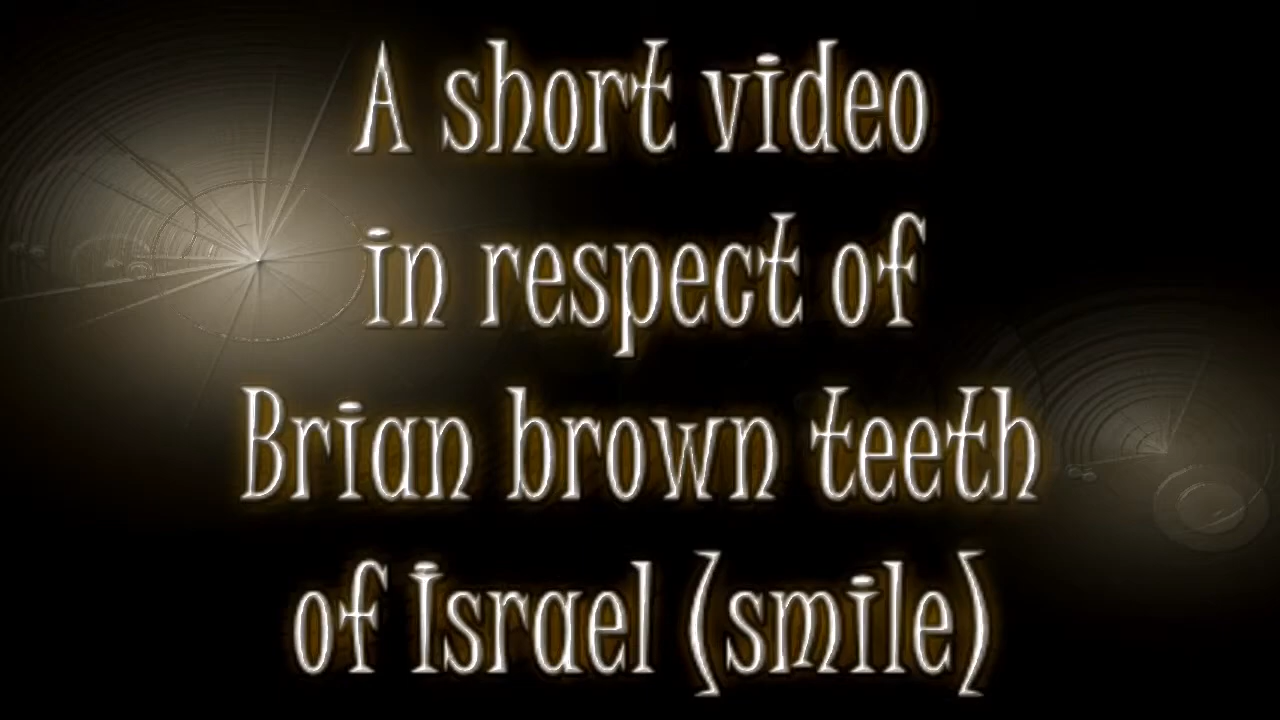 A short video
in respect of
Brian brown teeth
of Israel (smile)